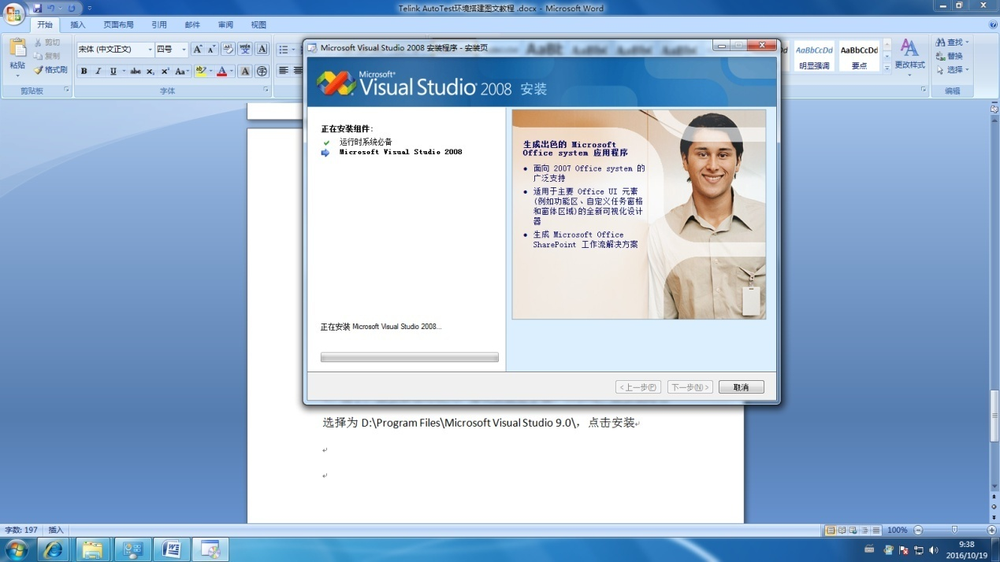 Telink AutoTest环境搭建图文教程 .docx - Microsoft Word
开始 插入 页面布局 引用 邮件 审阅 视图
粘贴
剪切
复制
格式刷
剪贴板
宋体 (中文正文) 四号
字体
AaBbCcDd
明显强调
AaBbCcDd
要点
更改样式
查找
替换
选择
编辑
Microsoft Visual Studio 2008 安装程序 - 安装页
Microsoft®
Visual Studio 2008 安装
正在安装组件:
运行时系统必备
Microsoft Visual Studio 2008
正在安装 Microsoft Visual Studio 2008...
生成出色的 Microsoft
Office system 应用程序
• 面向 2007 Office system 的
广泛支持
• 适用于主要 Office UI 元素
(例如功能区、自定义任务窗格
和窗体区域)的全新可视化设计
器
• 生成 Microsoft Office
SharePoint 工作流解决方案
<上一步(P) 下一步(N)> 取消
选择为 D:\Program Files\Microsoft Visual Studio 9.0\，点击安装
字数: 197 插入 100%
9:38
2016/10/19